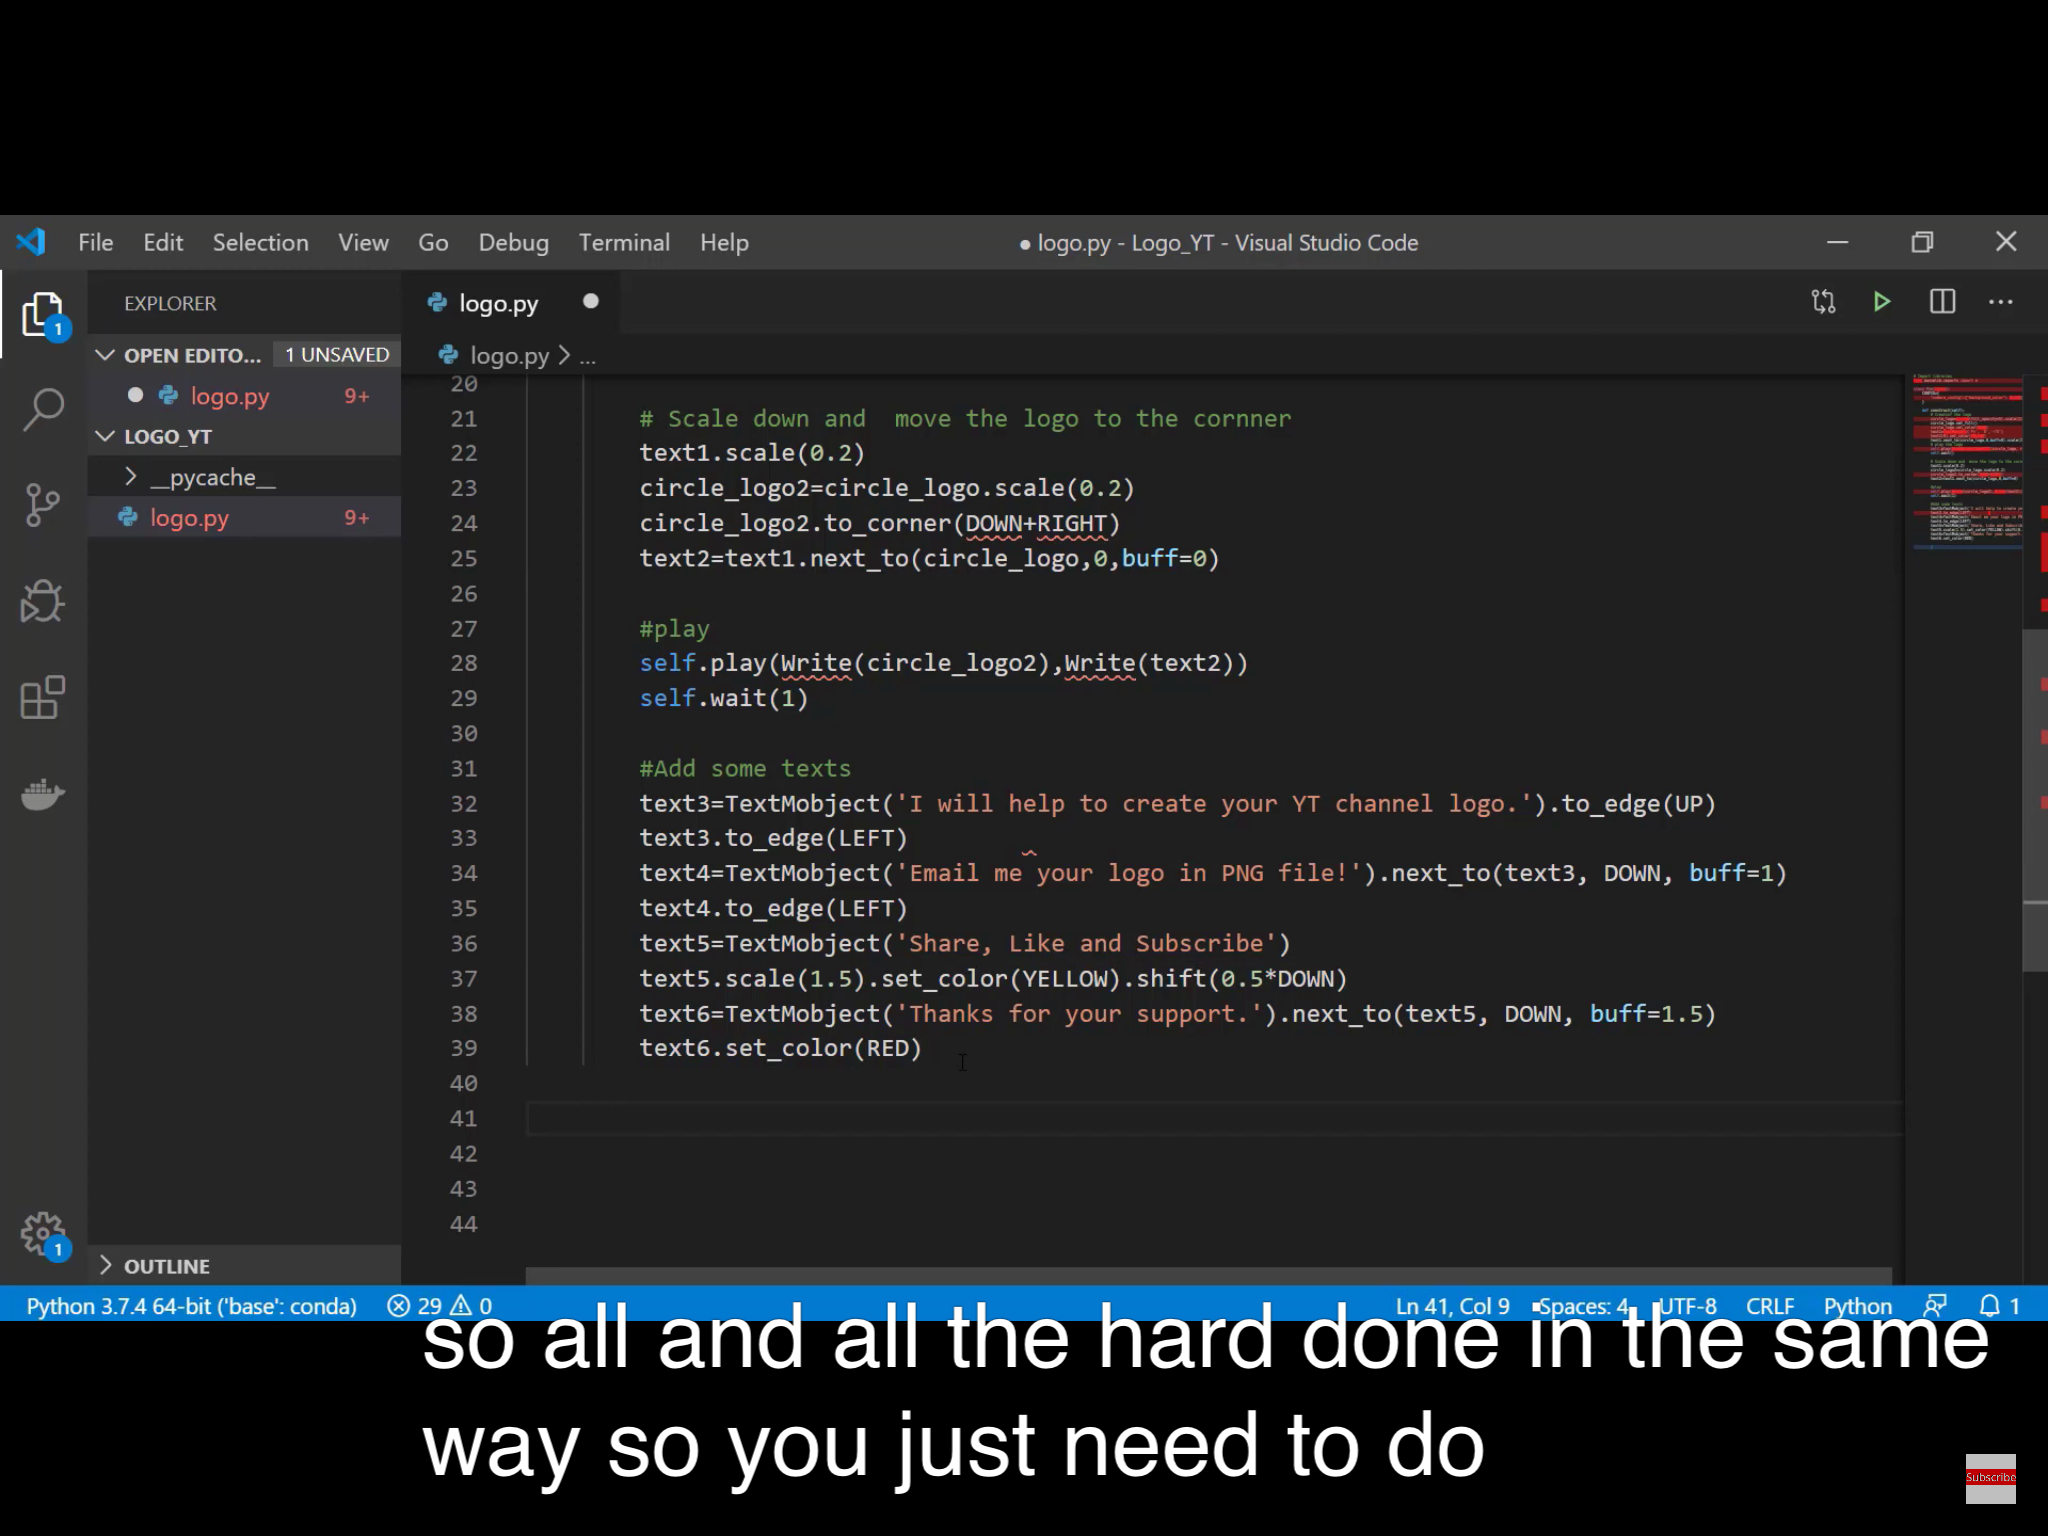 File Edit Selection View Go Debug Terminal Help
● logo.py - Logo_YT - Visual Studio Code
EXPLORER
OPEN EDITO... 1 UNSAVED
logo.py 9+
LOGO_YT
__pycache__
logo.py 9+
OUTLINE
logo.py
logo.py > ...
20
21 # Scale down and  move the logo to the cornner
22 text1.scale(0.2)
23 circle_logo2=circle_logo.scale(0.2)
24 circle_logo2.to_corner(DOWN+RIGHT)
25 text2=text1.next_to(circle_logo,0,buff=0)
26
27 #play
28 self.play(Write(circle_logo2),Write(text2))
29 self.wait(1)
30
31 #Add some texts
32 text3=TextMobject('I will help to create your YT channel logo.').to_edge(UP)
33 text3.to_edge(LEFT)
34 text4=TextMobject('Email me your logo in PNG file!').next_to(text3, DOWN, buff=1)
35 text4.to_edge(LEFT)
36 text5=TextMobject('Share, Like and Subscribe')
37 text5.scale(1.5).set_color(YELLOW).shift(0.5*DOWN)
38 text6=TextMobject('Thanks for your support.').next_to(text5, DOWN, buff=1.5)
39 text6.set_color(RED)
40
41
42
43
44
Python 3.7.4 64-bit ('base': conda) 29 0 Ln 41, Col 9 Spaces: 4 UTF-8 CRLF Python 1
so all and all the hard done in the same
way so you just need to do
Subscribe